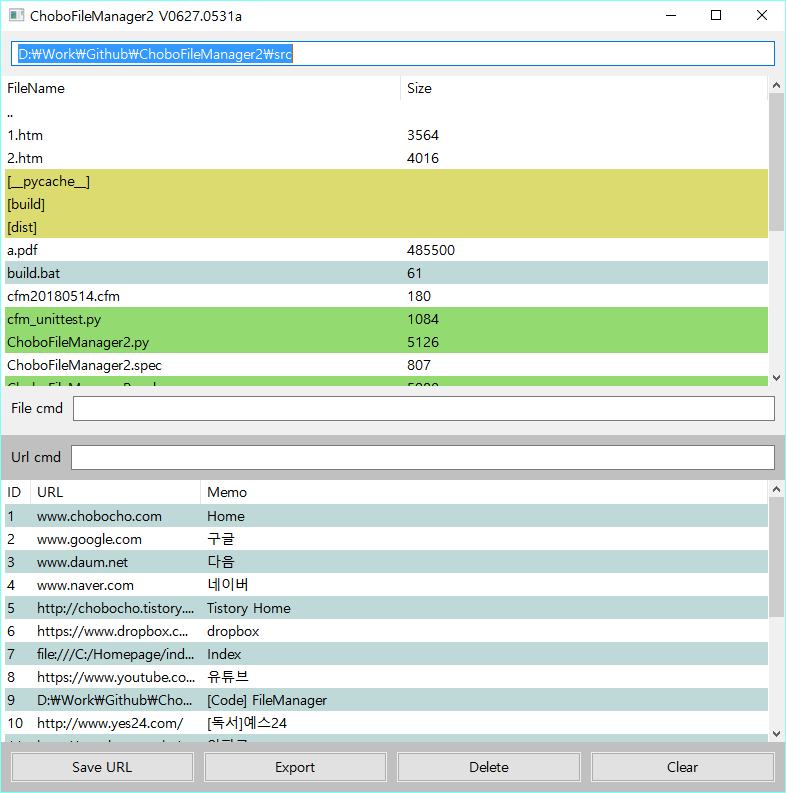 ChoboFileManager2 V0627.0531a
D:₩Work₩Github₩ChoboFileManager2₩src
FileName Size
..
1.htm 3564
2.htm 4016
[__pycache__]
[build]
[dist]
a.pdf 485500
build.bat 61
cfm20180514.cfm 180
cfm_unittest.py 1084
ChoboFileManager2.py 5126
ChoboFileManager2.spec 807
File cmd
Url cmd
ID URL Memo
1 www.chobocho.com Home
2 www.google.com 구글
3 www.daum.net 다음
4 www.naver.com 네이버
5 http://chobocho.tistory.... Tistory Home
6 https://www.dropbox.c... dropbox
7 file:///C:/Homepage/ind... Index
8 https://www.youtube.co... 유튜브
9 D:₩Work₩Github₩Cho... [Code] FileManager
10 http://www.yes24.com/ [독서]예스24
Save URL Export Delete Clear